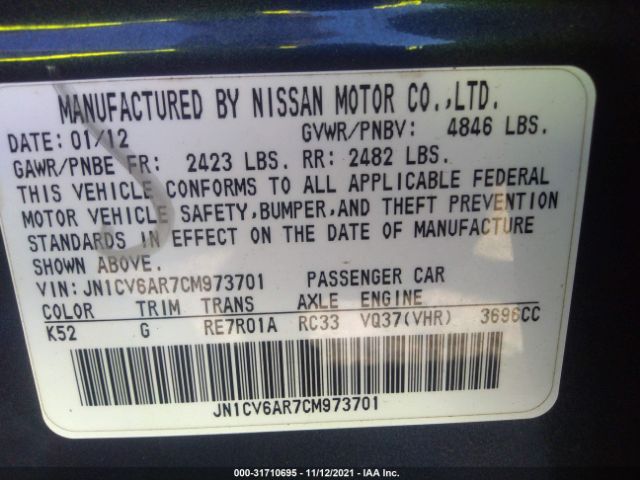 MANUFACTURED BY NISSAN MOTOR CO.,LTD.
DATE: 01/12 GVWR/PNBV: 4846 LBS.
GAWR/PNBE FR: 2423 LBS. RR: 2482 LBS.
THIS VEHICLE CONFORMS TO ALL APPLICABLE FEDERAL
MOTOR VEHICLE SAFETY,BUMPER,AND THEFT PREVENTION
STANDARDS IN EFFECT ON THE DATE OF MANUFACTURE
SHOWN ABOVE.
VIN: JN1CV6AR7CM973701 PASSENGER CAR
COLOR TRIM TRANS AXLE ENGINE
K52 G RE7R01A RC33 VQ37(VHR) 3696CC
JN1CV6AR7CM973701
000-31710695 - 11/12/2021 - IAA Inc.